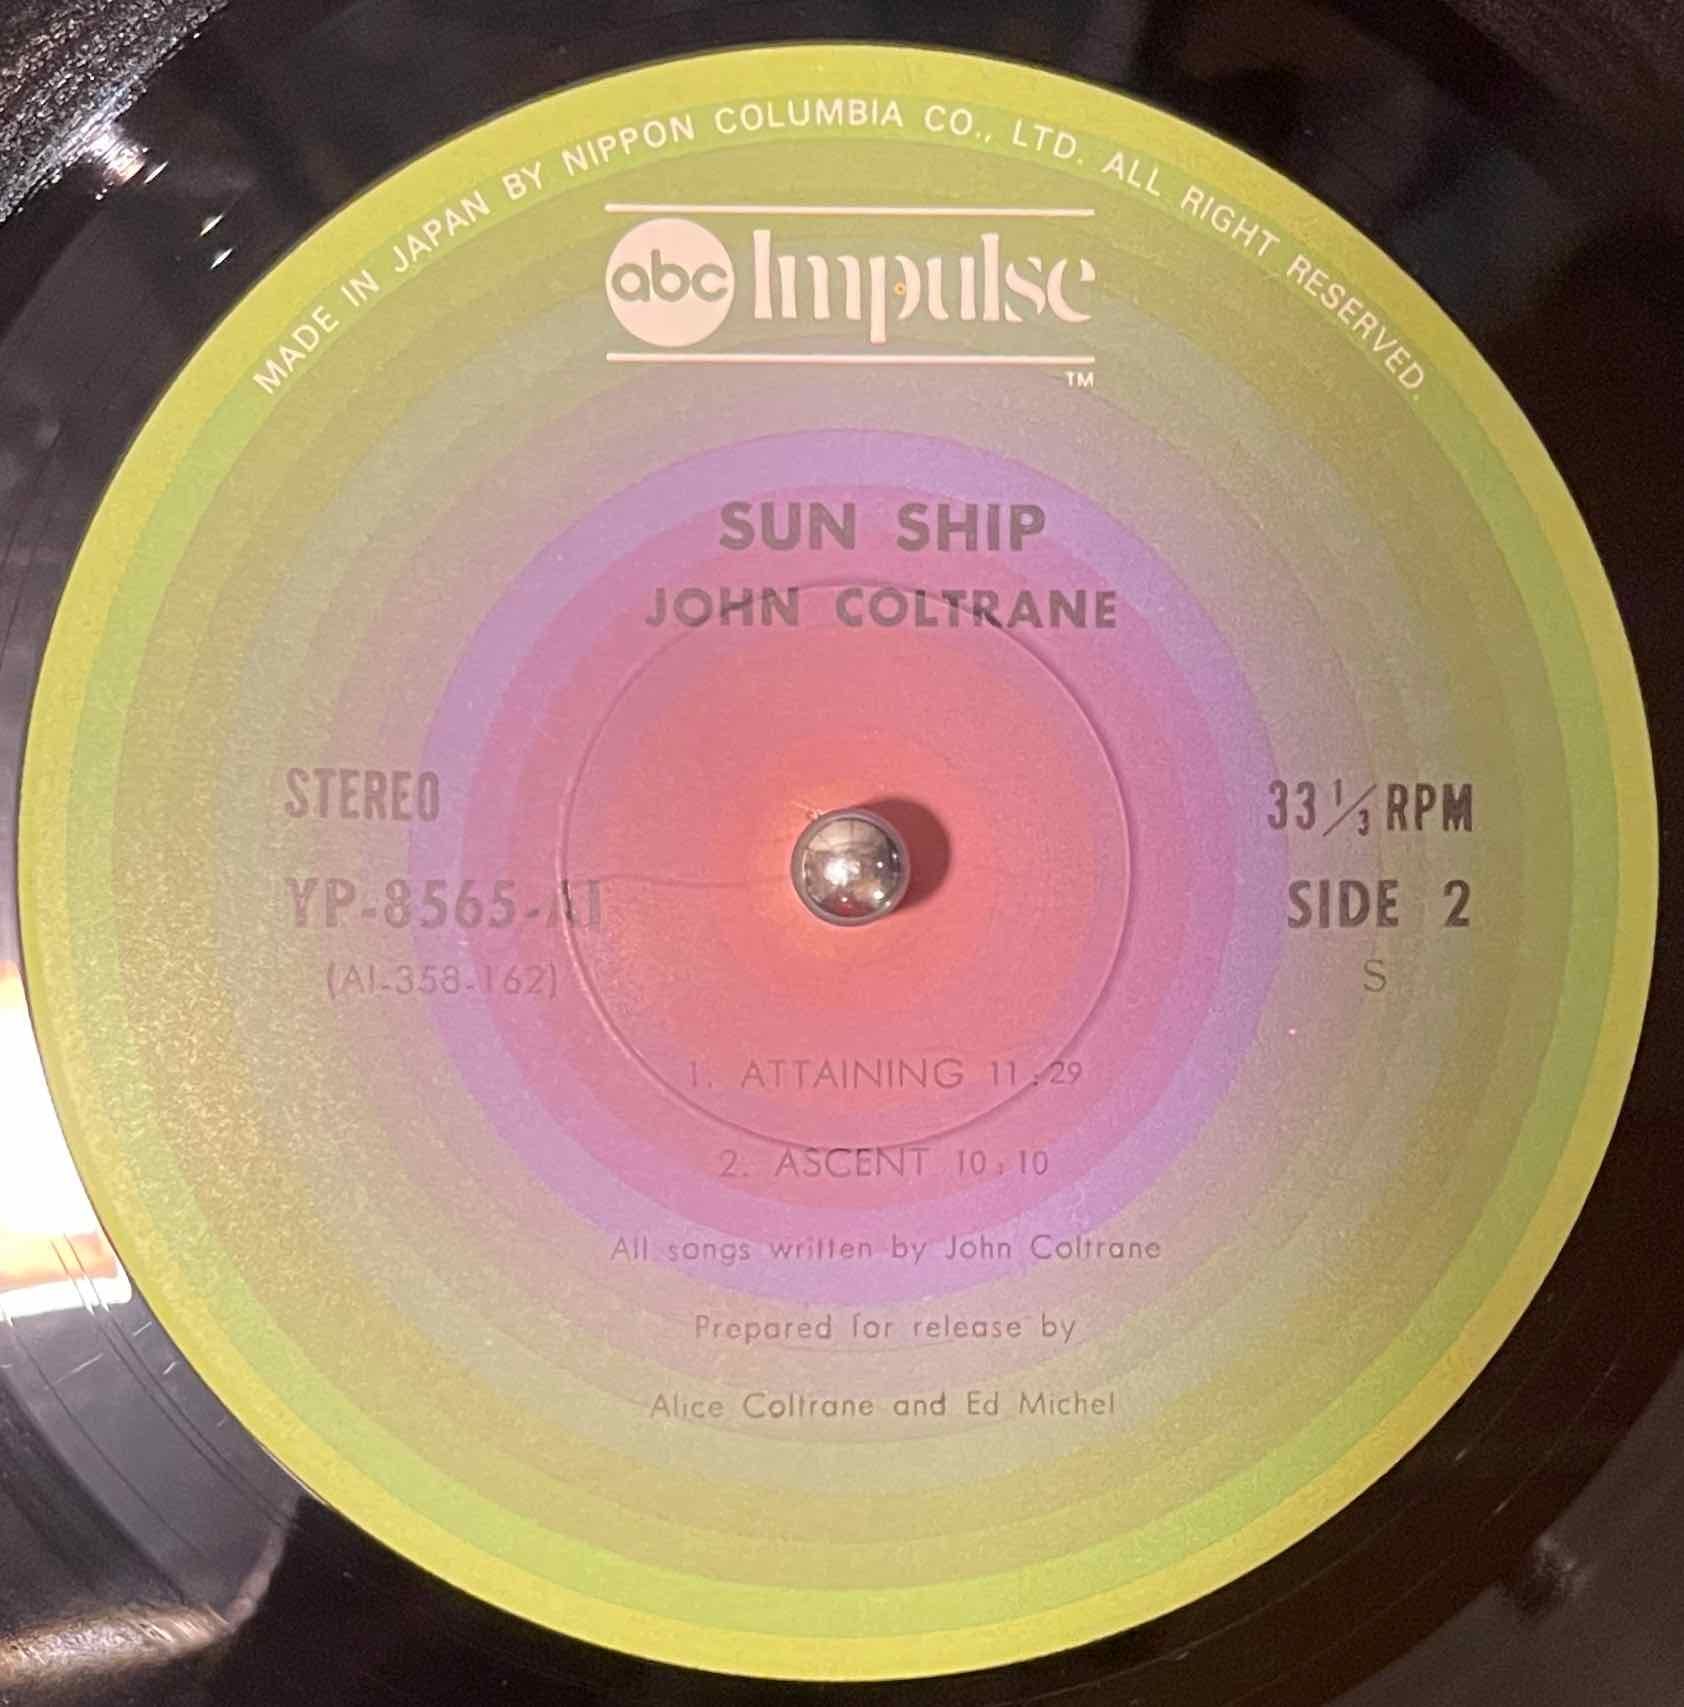 MADE IN JAPAN BY NIPPON COLUMBIA CO., LTD. ALL RIGHT RESERVED.
abc Impulse
TM
SUN SHIP
JOHN COLTRANE
STEREO
33 1/3 RPM
YP-8565-AI
SIDE 2
(AI-358-162)
S
1. ATTAINING 11:29
2. ASCENT 10:10
All songs written by John Coltrane
Prepared for release by
Alice Coltrane and Ed Michel